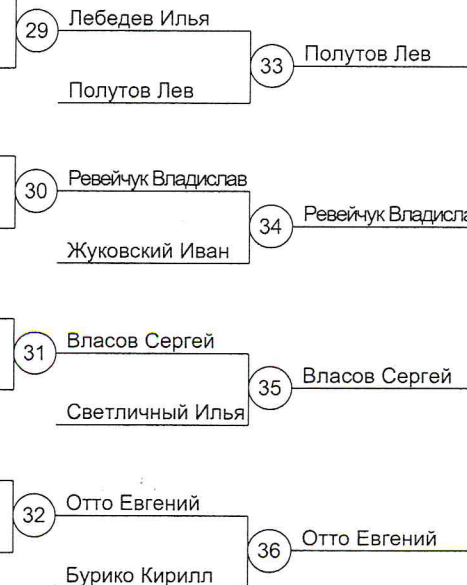 29 Лебедев Илья
33 Полутов Лев
Полутов Лев
30 Ревейчук Владислав
34 Ревейчук Владисла
Жуковский Иван
31 Власов Сергей
35 Власов Сергей
Светличный Илья
32 Отто Евгений
36 Отто Евгений
Бурико Кирилл